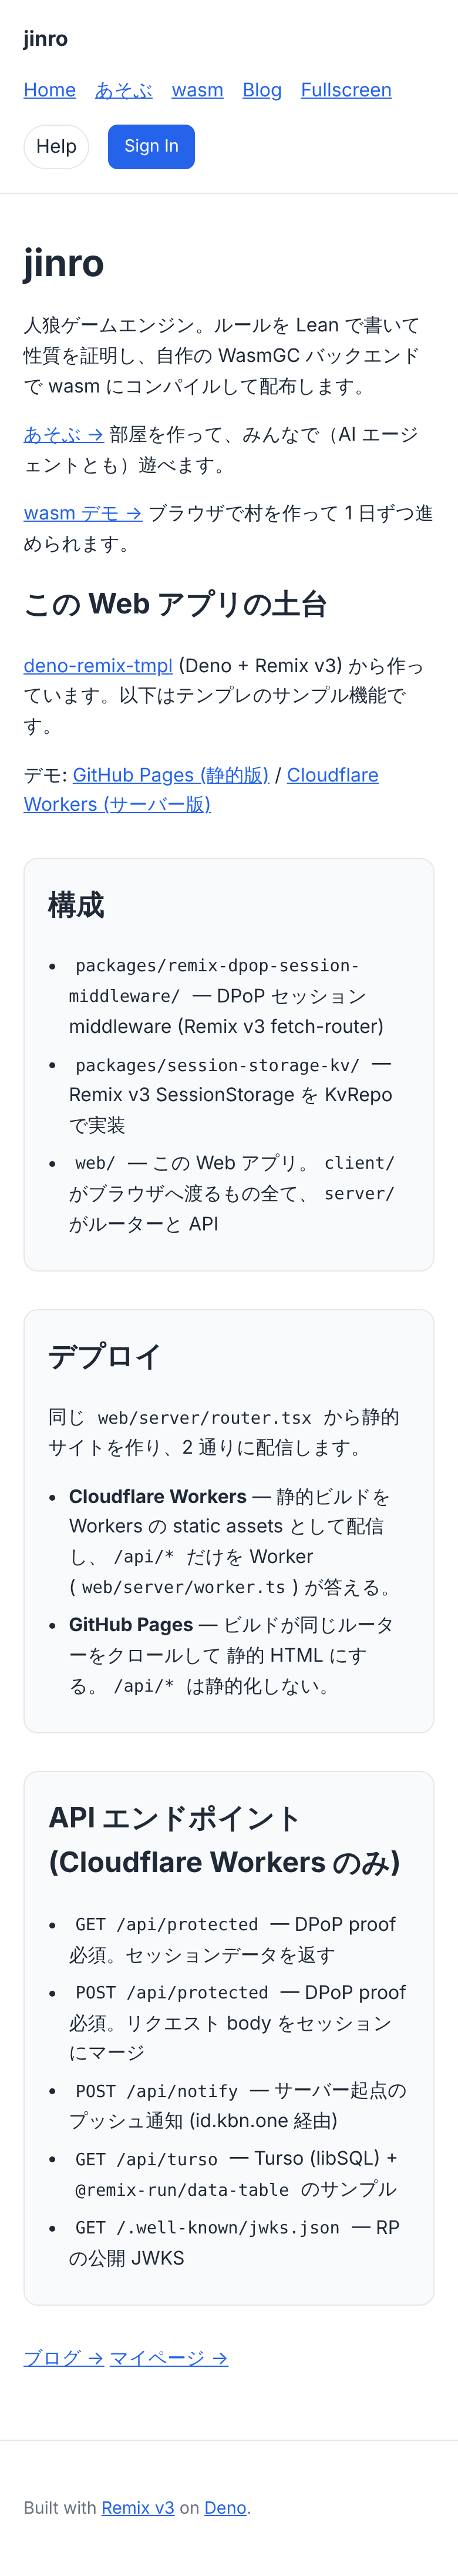 jinro
Home あそぶ wasm Blog Fullscreen
Help Sign In
jinro
人狼ゲームエンジン。ルールを Lean で書いて
性質を証明し、自作の WasmGC バックエンド
で wasm にコンパイルして配布します。
あそぶ → 部屋を作って、みんなで（AI エージ
ェントとも）遊べます。
wasm デモ → ブラウザで村を作って 1 日ずつ進
められます。
この Web アプリの土台
deno-remix-tmpl (Deno + Remix v3) から作っ
ています。以下はテンプレのサンプル機能で
す。
デモ: GitHub Pages (静的版) / Cloudflare
Workers (サーバー版)
構成
• packages/remix-dpop-session-
middleware/ — DPoP セッション
middleware (Remix v3 fetch-router)
• packages/session-storage-kv/ —
Remix v3 SessionStorage を KvRepo
で実装
• web/ — この Web アプリ。 client/
がブラウザへ渡るもの全て、 server/
がルーターと API
デプロイ
同じ web/server/router.tsx から静的
サイトを作り、2 通りに配信します。
• Cloudflare Workers — 静的ビルドを
Workers の static assets として配信
し、 /api/* だけを Worker
( web/server/worker.ts ) が答える。
• GitHub Pages — ビルドが同じルータ
ーをクロールして 静的 HTML にす
る。 /api/* は静的化しない。
API エンドポイント
(Cloudflare Workers のみ)
• GET /api/protected — DPoP proof
必須。セッションデータを返す
• POST /api/protected — DPoP proof
必須。リクエスト body をセッション
にマージ
• POST /api/notify — サーバー起点の
プッシュ通知 (id.kbn.one 経由)
• GET /api/turso — Turso (libSQL) +
@remix-run/data-table のサンプル
• GET /.well-known/jwks.json — RP
の公開 JWKS
ブログ → マイページ →
Built with Remix v3 on Deno.